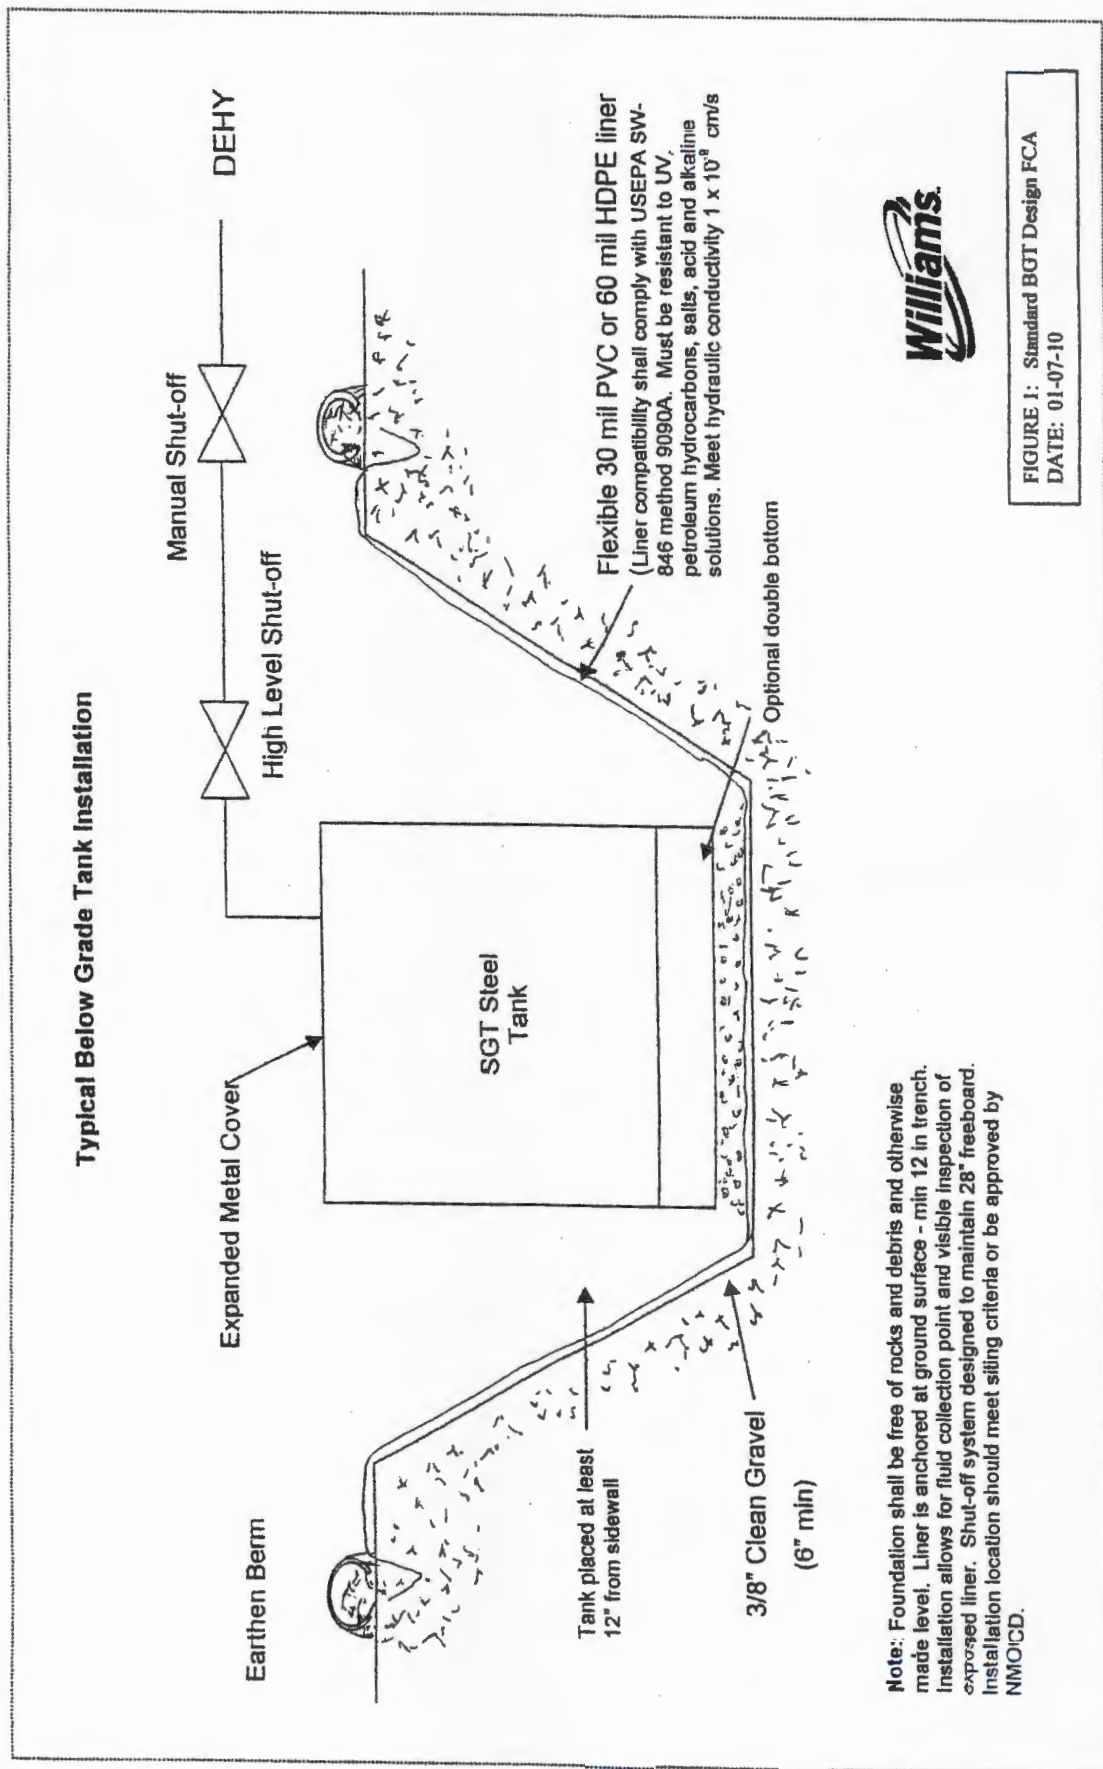 Typical Below Grade Tank Installation
DEHY
Manual Shut-off
High Level Shut-off
Expanded Metal Cover
Earthen Berm
SGT Steel
Tank
Flexible 30 mil PVC or 60 mil HDPE liner
(Liner compatibility shall comply with USEPA SW-
846 method 9090A. Must be resistant to UV,
petroleum hydrocarbons, salts, acid and alkaline
solutions. Meet hydraulic conductivity 1 x 10⁻⁹ cm/s
Optional double bottom
Tank placed at least
12" from sidewall
3/8" Clean Gravel
(6" min)
Note: Foundation shall be free of rocks and debris and otherwise
made level. Liner is anchored at ground surface - min 12 in trench.
Installation allows for fluid collection point and visible inspection of
exposed liner. Shut-off system designed to maintain 28" freeboard.
Installation location should meet siting criteria or be approved by
NMOCD.
Williams
FIGURE 1: Standard BGT Design FCA
DATE: 01-07-10